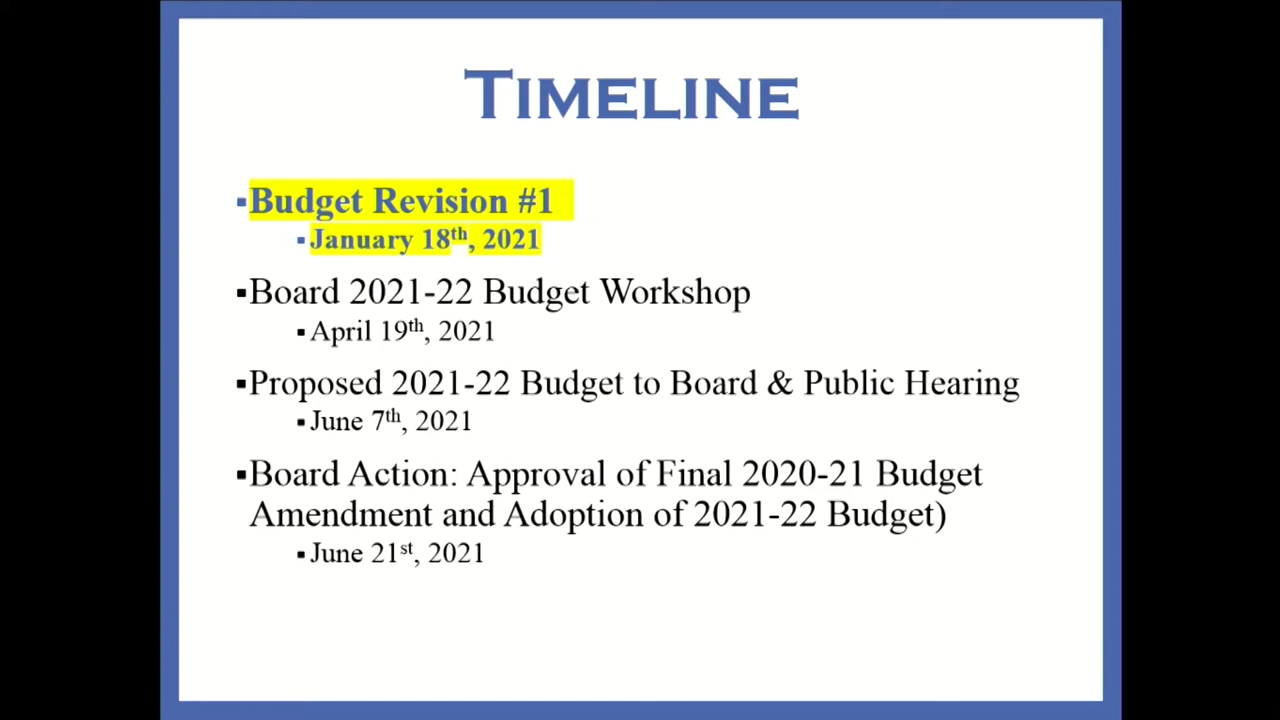 TIMELINE
▪Budget Revision #1
▪January 18th, 2021
▪Board 2021-22 Budget Workshop
▪April 19th, 2021
▪Proposed 2021-22 Budget to Board & Public Hearing
▪June 7th, 2021
▪Board Action: Approval of Final 2020-21 Budget
Amendment and Adoption of 2021-22 Budget)
▪June 21st, 2021